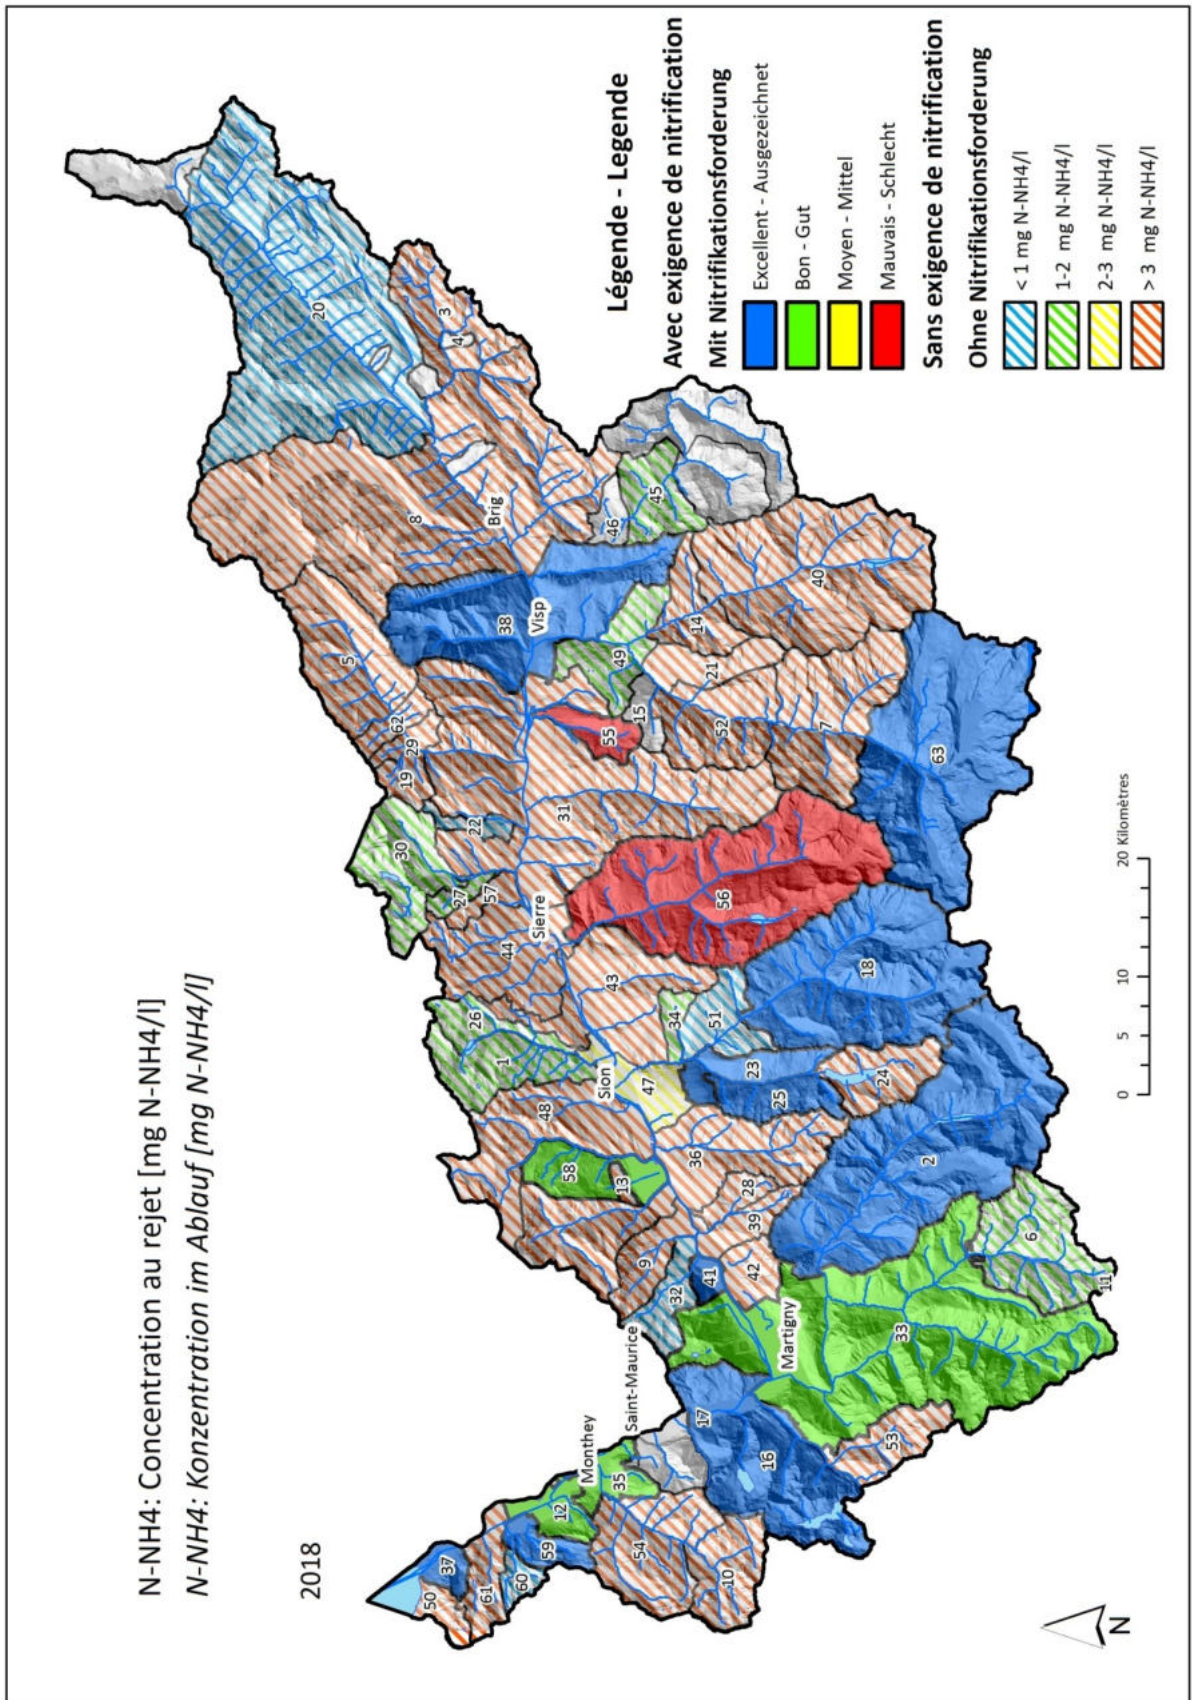 N-NH4: Concentration au rejet [mg N-NH4/l]
N-NH4: Konzentration im Ablauf [mg N-NH4/l]
2018
50
37
61
60
59
12
Monthey
35
Saint-Maurice
54
10
17
16
53
Martigny
33
6
11
32
41
42
9
39
28
13
58
36
2
48
47
Sion
1
26
25
23
24
34
51
18
43
44
Sierre
57
27
30
56
22
31
19
29
62
5
55
15
52
7
63
21
49
14
40
38
Visp
8
Brig
46
45
4
3
20
0
5
10
20 Kilomètres
N
Légende - Legende
Avec exigence de nitrification
Mit Nitrifikationsforderung
Excellent - Ausgezeichnet
Bon - Gut
Moyen - Mittel
Mauvais - Schlecht
Sans exigence de nitrification
Ohne Nitrifikationsforderung
< 1 mg N-NH4/l
1-2 mg N-NH4/l
2-3 mg N-NH4/l
> 3 mg N-NH4/l